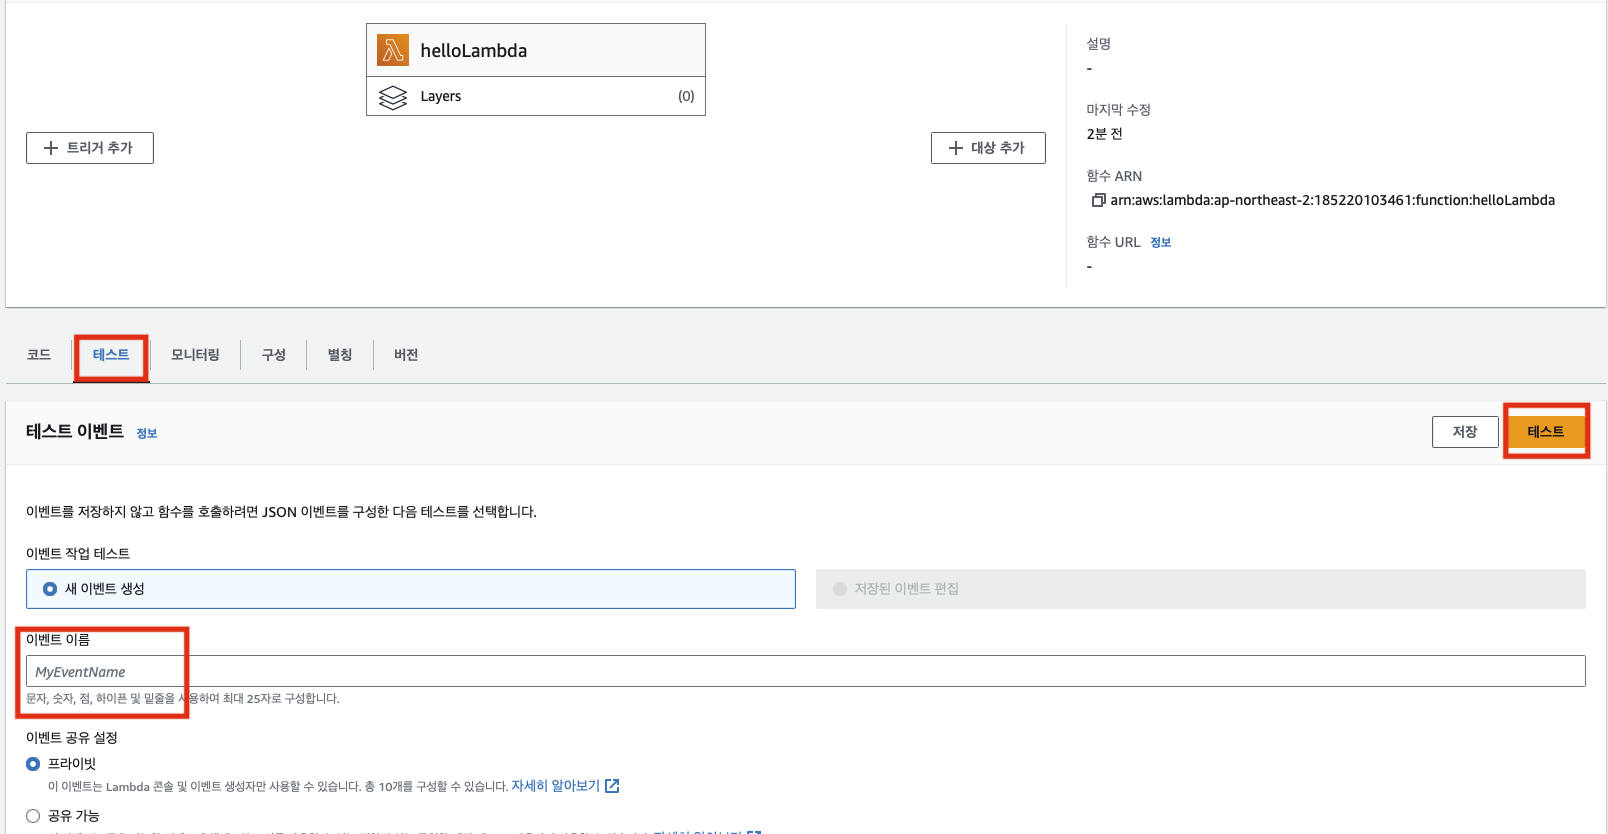 helloLambda
Layers (0)
트리거 추가
대상 추가
설명
-
마지막 수정
2분 전
함수 ARN
arn:aws:lambda:ap-northeast-2:185220103461:function:helloLambda
함수 URL 정보
-
코드 테스트 모니터링 구성 별칭 버전
테스트 이벤트 정보
저장 테스트
이벤트를 저장하지 않고 함수를 호출하려면 JSON 이벤트를 구성한 다음 테스트를 선택합니다.
이벤트 작업 테스트
새 이벤트 생성 저장된 이벤트 편집
이벤트 이름
MyEventName
문자, 숫자, 점, 하이픈 및 밑줄을 사용하여 최대 25자로 구성합니다.
이벤트 공유 설정
프라이빗
이 이벤트는 Lambda 콘솔 및 이벤트 생성자만 사용할 수 있습니다. 총 10개를 구성할 수 있습니다. 자세히 알아보기
공유 가능